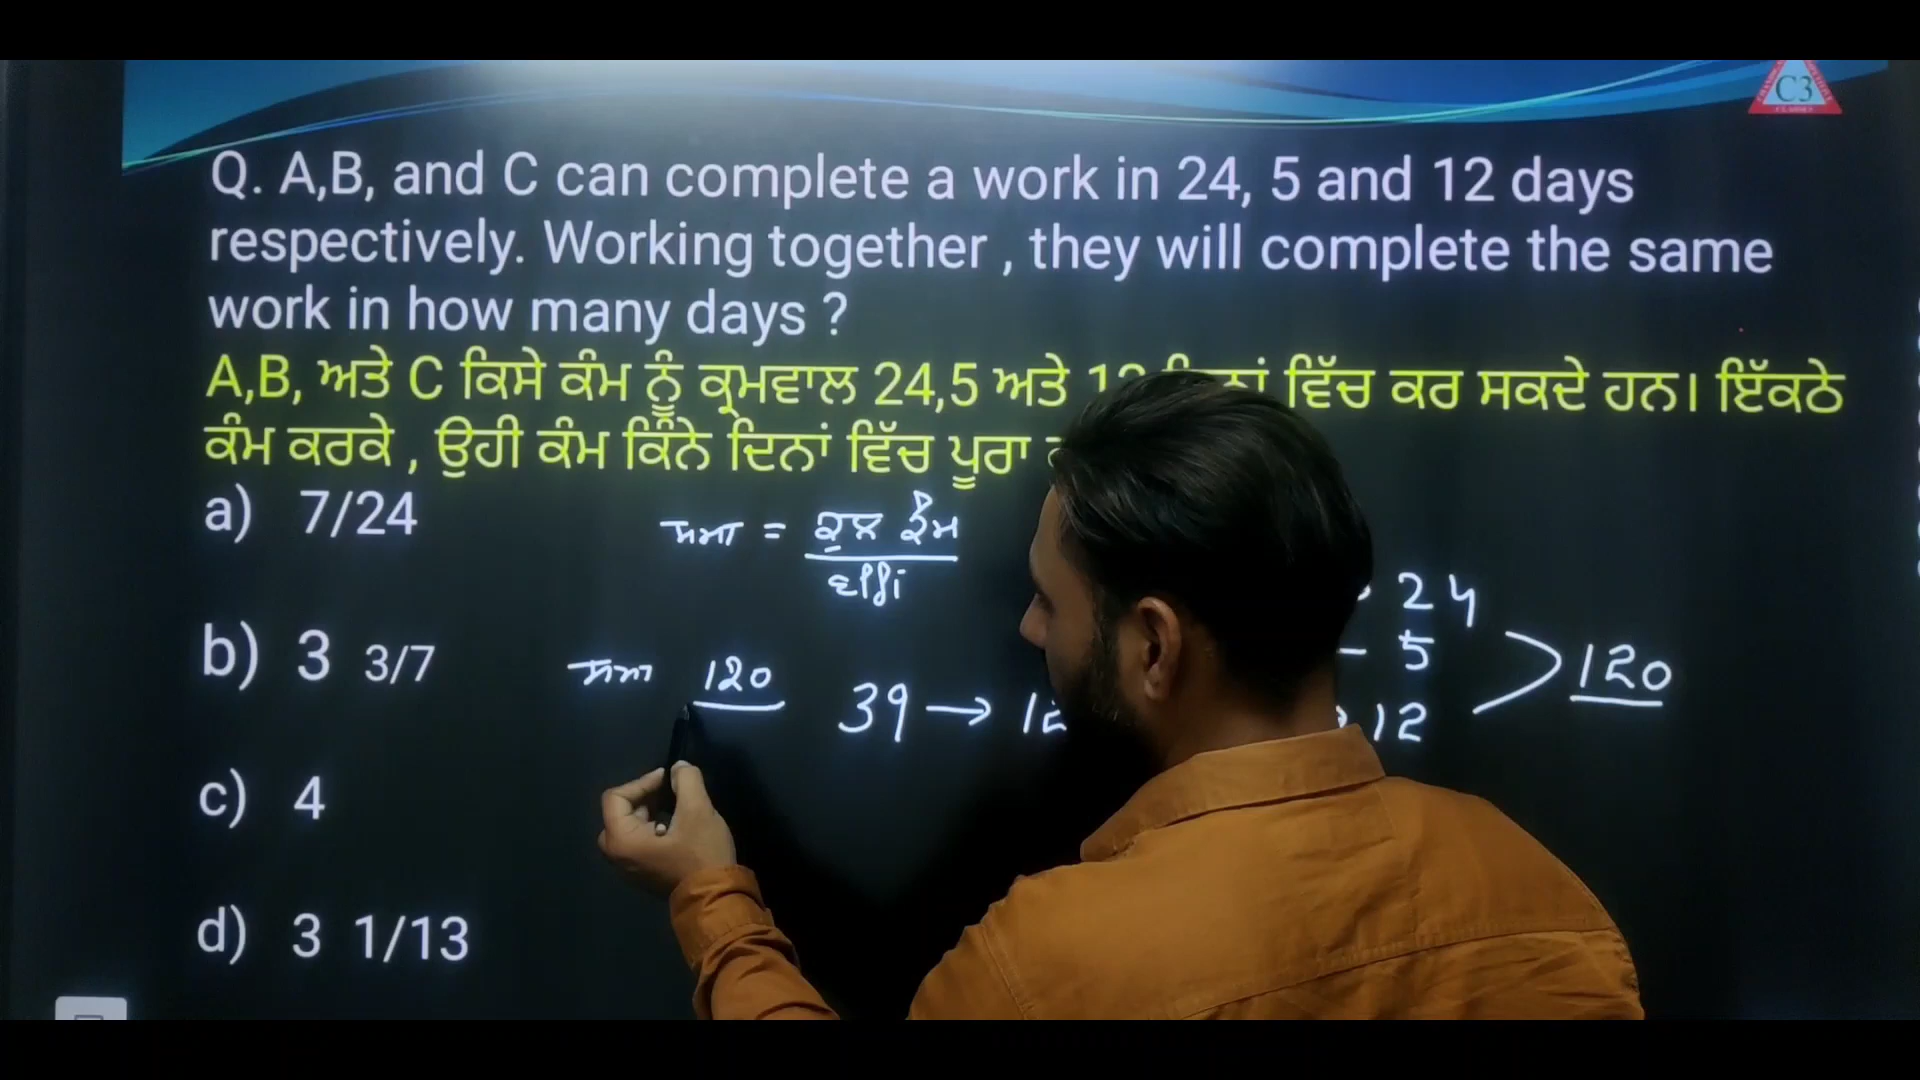 C3
Q. A,B, and C can complete a work in 24, 5 and 12 days
respectively. Working together , they will complete the same
work in how many days ?
A,B, ਅਤੇ C ਕਿਸੇ ਕੰਮ ਨੂੰ ਕ੍ਰਮਵਾਲ 24,5 ਅਤੇ ਵਿੱਚ ਕਰ ਸਕਦੇ ਹਨ। ਇੱਕਠੇ
ਕੰਮ ਕਰਕੇ , ਉਹੀ ਕੰਮ ਕਿੰਨੇ ਦਿਨਾਂ ਵਿੱਚ ਪੂਰਾ
a) 7/24
ਸਮਾ = ਕੁਲ ਕੰਮ
b) 3 3/7
ਸਮਾ 120
39 →
24
5
12
120
c) 4
d) 3 1/13